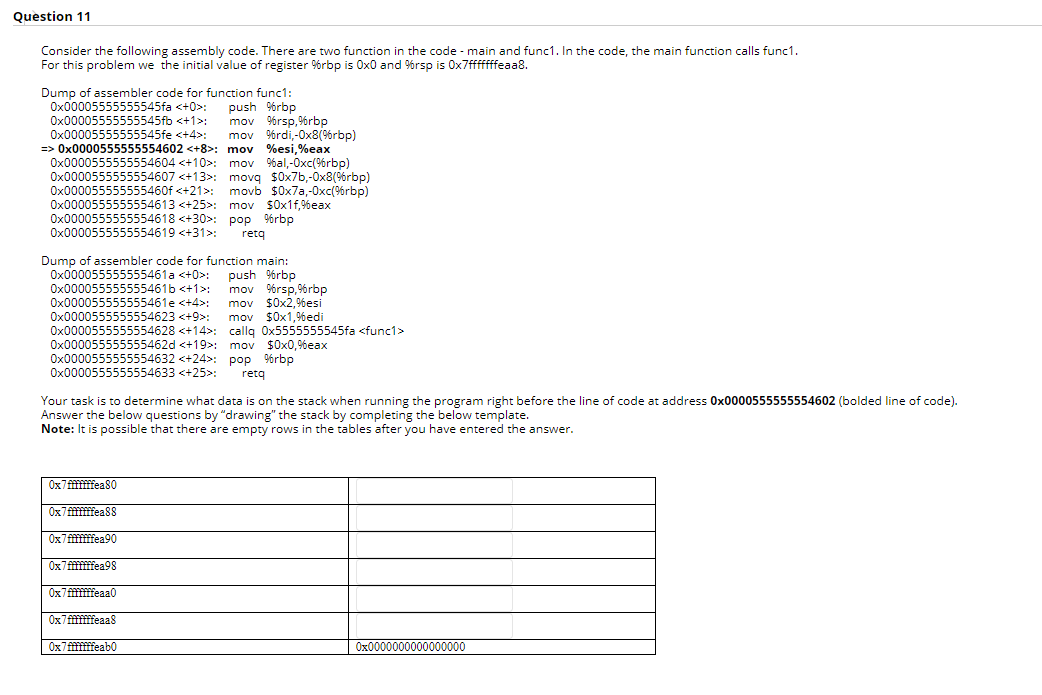 Question 11
Consider the following assembly code. There are two function in the code - main and func1. In the code, the main function calls func1.
For this problem we the initial value of register %rbp is 0x0 and %rsp is 0x7fffffffeaa8.
Dump of assembler code for function func1:
0x00005555555545fa <+0>: push %rbp
0x00005555555545fb <+1>: mov %rsp,%rbp
0x00005555555545fe <+4>: mov %rdi,-0x8(%rbp)
=> 0x0000555555554602 <+8>: mov %esi,%eax
0x0000555555554604 <+10>: mov %al,-0xc(%rbp)
0x0000555555554607 <+13>: movq $0x7b,-0x8(%rbp)
0x000055555555460f <+21>: movb $0x7a,-0xc(%rbp)
0x0000555555554613 <+25>: mov $0x1f,%eax
0x0000555555554618 <+30>: pop %rbp
0x0000555555554619 <+31>: retq
Dump of assembler code for function main:
0x000055555555461a <+0>: push %rbp
0x000055555555461b <+1>: mov %rsp,%rbp
0x000055555555461e <+4>: mov $0x2,%esi
0x0000555555554623 <+9>: mov $0x1,%edi
0x0000555555554628 <+14>: callq 0x5555555545fa <func1>
0x000055555555462d <+19>: mov $0x0,%eax
0x0000555555554632 <+24>: pop %rbp
0x0000555555554633 <+25>: retq
Your task is to determine what data is on the stack when running the program right before the line of code at address 0x0000555555554602 (bolded line of code).
Answer the below questions by "drawing" the stack by completing the below template.
Note: It is possible that there are empty rows in the tables after you have entered the answer.
0x7fffffffea80
0x7fffffffea88
0x7fffffffea90
0x7fffffffea98
0x7fffffffeaa0
0x7fffffffeaa8
0x7fffffffeab0 0x0000000000000000